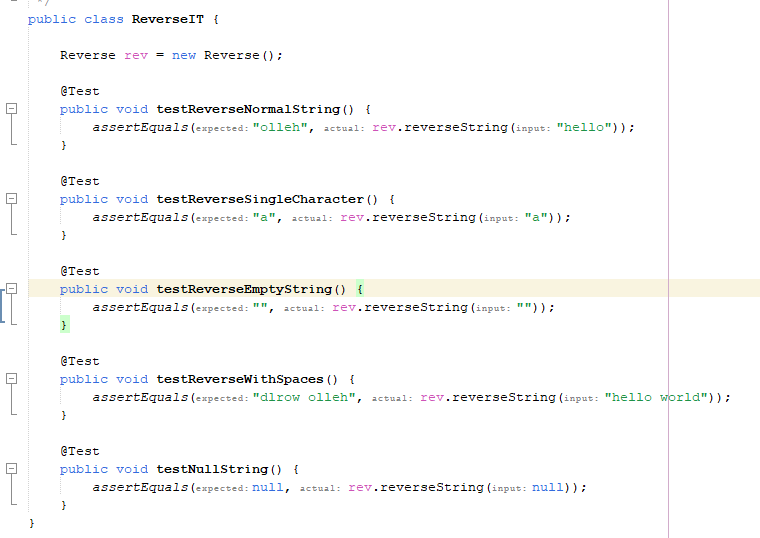 */
public class ReverseIT {
Reverse rev = new Reverse();
@Test
public void testReverseNormalString() {
assertEquals(expected: "olleh", actual: rev.reverseString(input: "hello"));
}
@Test
public void testReverseSingleCharacter() {
assertEquals(expected: "a", actual: rev.reverseString(input: "a"));
}
@Test
public void testReverseEmptyString() {
assertEquals(expected: "", actual: rev.reverseString(input: ""));
}
@Test
public void testReverseWithSpaces() {
assertEquals(expected: "dlrow olleh", actual: rev.reverseString(input: "hello world"));
}
@Test
public void testNullString() {
assertEquals(expected: null, actual: rev.reverseString(input: null));
}
}